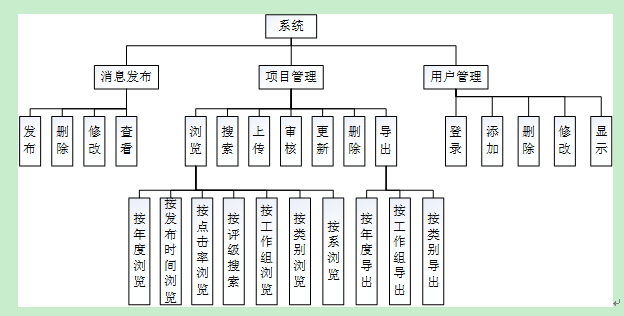 系统
消息发布
项目管理
用户管理
发布
删除
修改
查看
浏览
搜索
上传
审核
更新
删除
导出
登录
添加
删除
修改
显示
按年度浏览
按发布时间浏览
按点击率浏览
按评级搜索
按工作组浏览
按类别浏览
按系浏览
按年度导出
按工作组导出
按类别导出